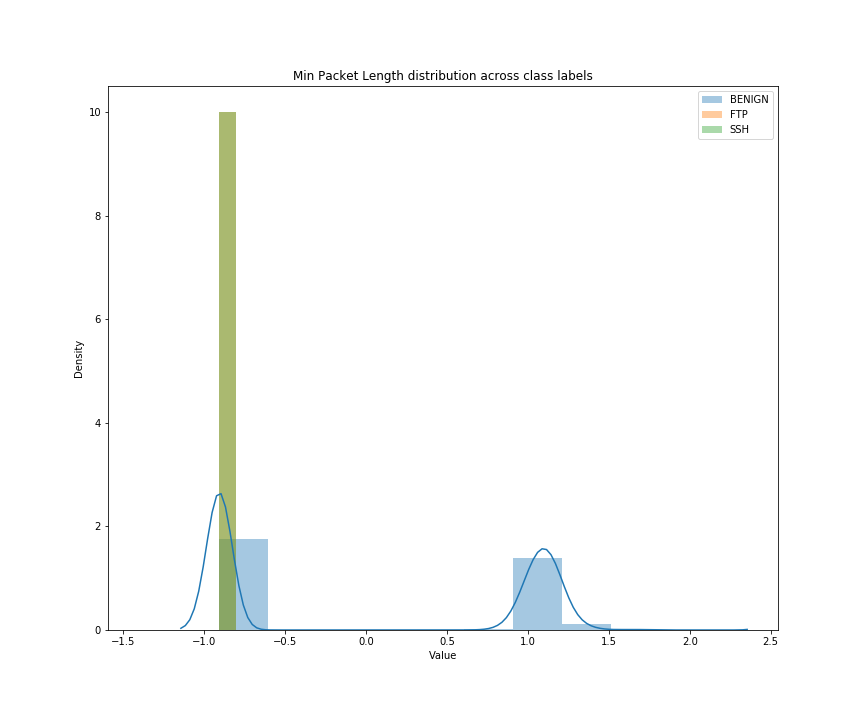 Min Packet Length distribution across class labels
BENIGN
FTP
SSH
10
8
6
4
2
0
Density
−1.5 −1.0 −0.5 0.0 0.5 1.0 1.5 2.0 2.5
Value